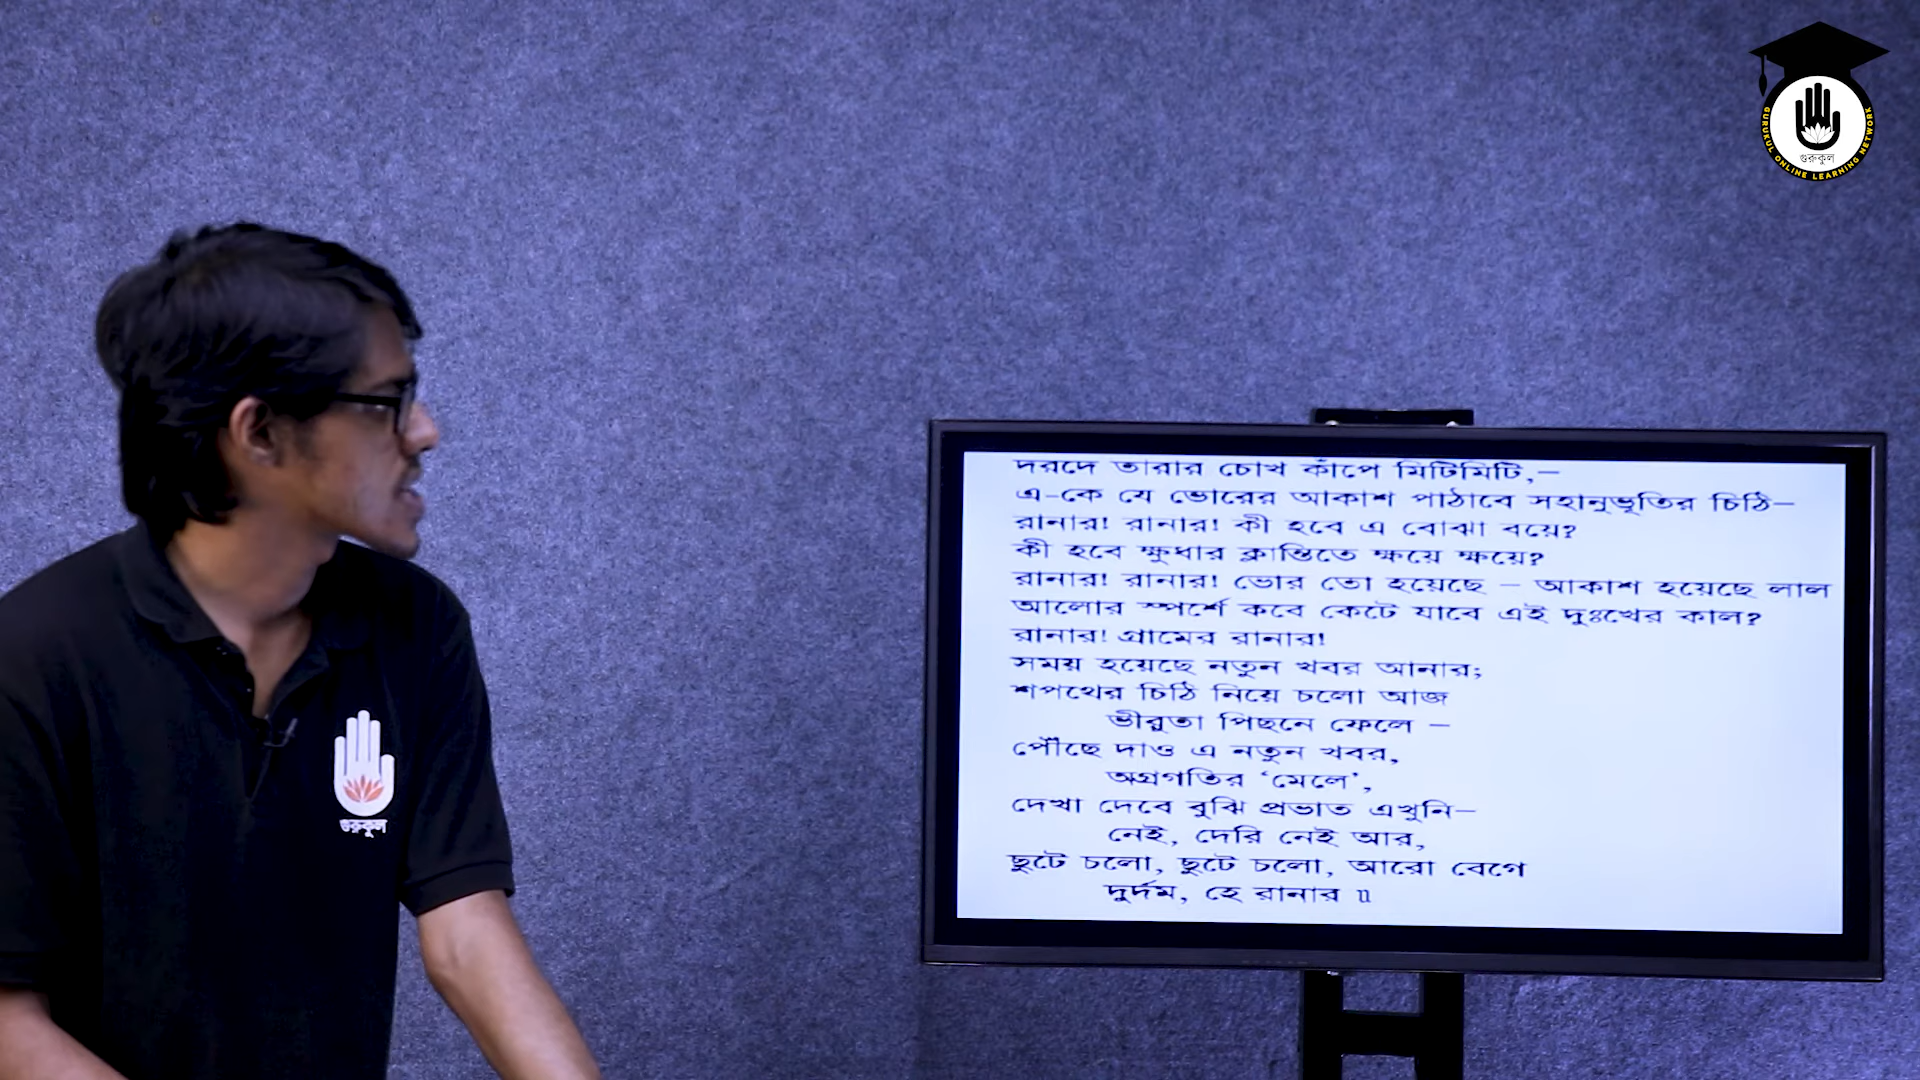 GURUKUL ONLINE LEARNING NETWORK
গুরুকুল
দরদে তারার চোখ কাঁপে মিটিমিটি,–
এ-কে যে ভোরের আকাশ পাঠাবে সহানুভূতির চিঠি–
রানার! রানার! কী হবে এ বোঝা বয়ে?
কী হবে ক্ষুধার ক্লান্তিতে ক্ষয়ে ক্ষয়ে?
রানার! রানার! ভোর তো হয়েছে – আকাশ হয়েছে লাল
আলোর স্পর্শে কবে কেটে যাবে এই দুঃখের কাল?
রানার! গ্রামের রানার!
সময় হয়েছে নতুন খবর আনার;
শপথের চিঠি নিয়ে চলো আজ
ভীরুতা পিছনে ফেলে –
পৌঁছে দাও এ নতুন খবর,
অগ্রগতির ‘মেলে’,
দেখা দেবে বুঝি প্রভাত এখুনি–
নেই, দেরি নেই আর,
ছুটে চলো, ছুটে চলো, আরো বেগে
দুর্দম, হে রানার ॥
গুরুকুল